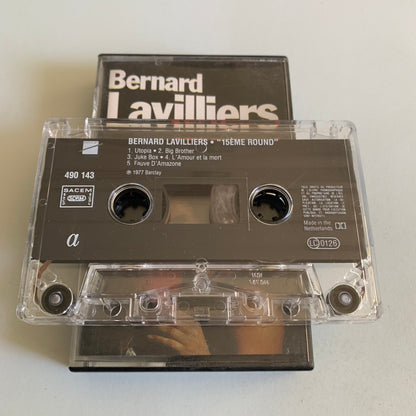 Bernard
Lavilliers
BERNARD LAVILLIERS • "15ÈME ROUND"
1. Utopia • 2. Big Brother
3. Juke Box • 4. L'Amour et la mort
5. Fauve D'Amazone
℗ 1977 Barclay
490 143
SACEM
a
Made in the
Netherlands
LC 0126